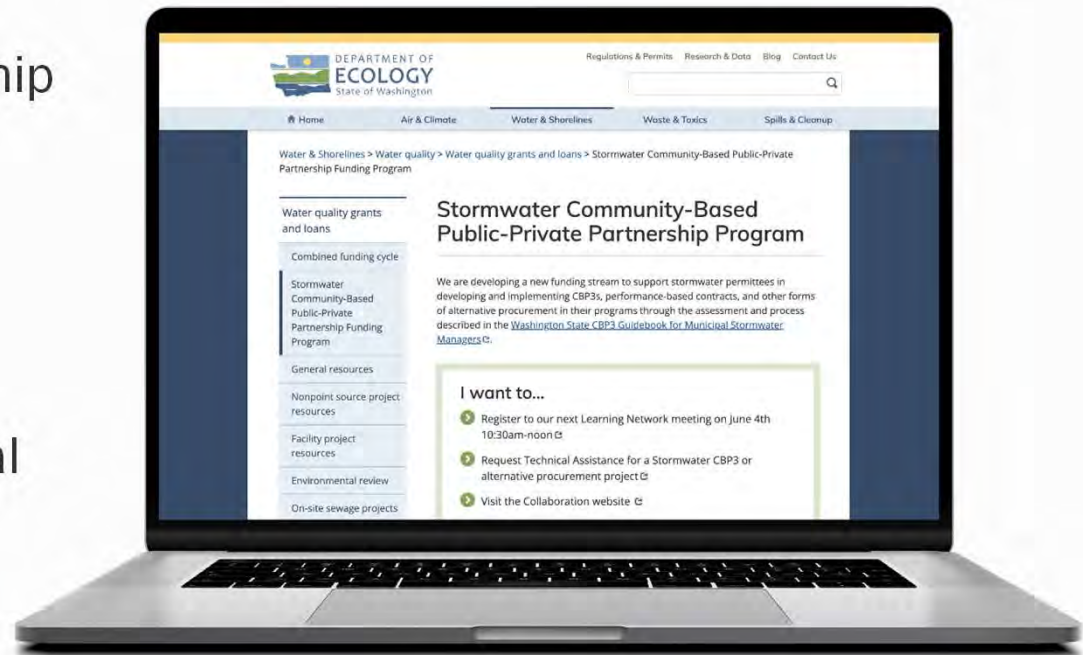 hip
al
DEPARTMENT OF
ECOLOGY
State of Washington
Regulations & Permits Research & Data Blog Contact Us
Home Air & Climate Water & Shorelines Waste & Toxics Spills & Cleanup
Water & Shorelines > Water quality > Water quality grants and loans > Stormwater Community-Based Public-Private
Partnership Funding Program
Water quality grants
and loans
Combined funding cycle
Stormwater
Community-Based
Public-Private
Partnership Funding
Program
General resources
Nonpoint source project
resources
Facility project
resources
Environmental review
On-site sewage projects
Stormwater Community-Based
Public-Private Partnership Program
We are developing a new funding stream to support stormwater permittees in
developing and implementing CBP3s, performance-based contracts, and other forms
of alternative procurement in their programs through the assessment and process
described in the Washington State CBP3 Guidebook for Municipal Stormwater
Managers.
I want to...
Register to our next Learning Network meeting on June 4th
10:30am-noon
Request Technical Assistance for a Stormwater CBP3 or
alternative procurement project
Visit the Collaboration website